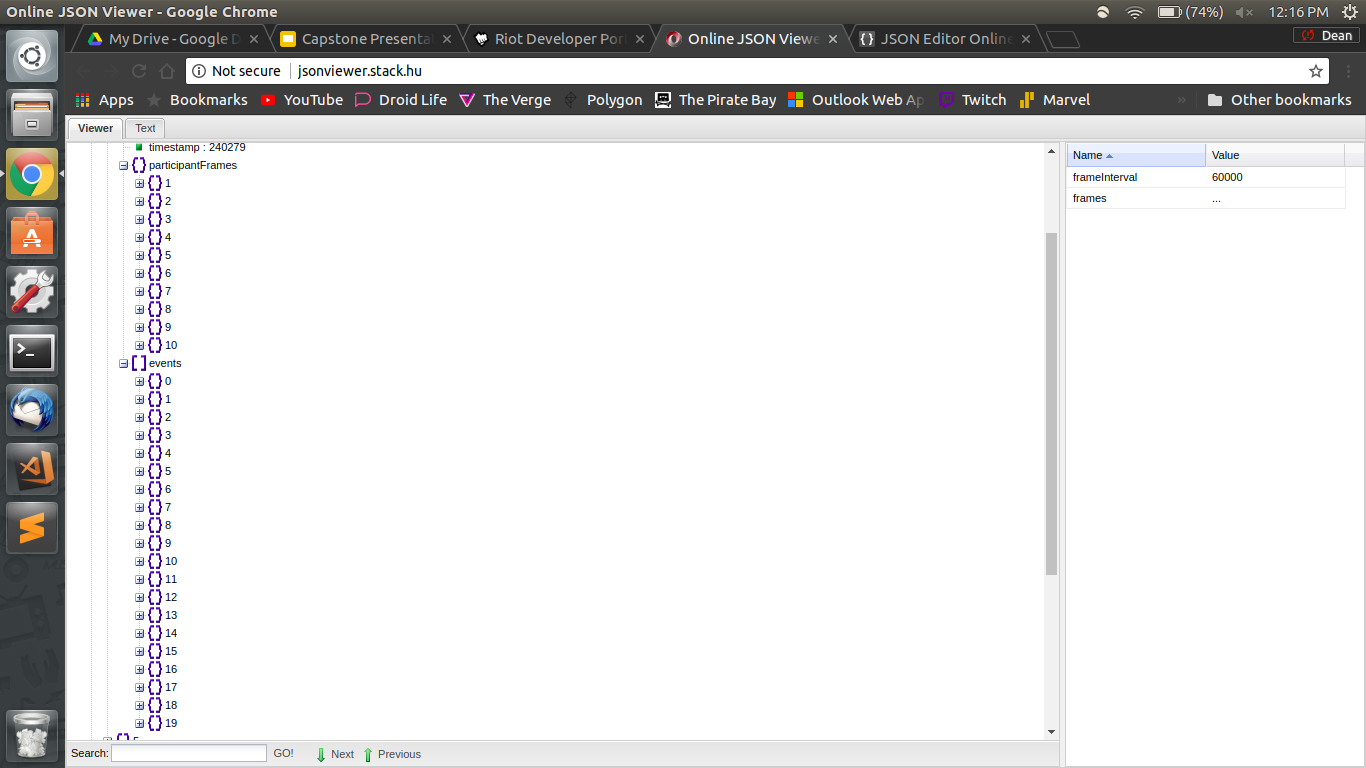 Online JSON Viewer - Google Chrome
(74%)
12:16 PM
My Drive - Google D
Capstone Presenta
Riot Developer Por
Online JSON Viewe
JSON Editor Online
Dean
Not secure
jsonviewer.stack.hu
Apps
Bookmarks
YouTube
Droid Life
The Verge
Polygon
The Pirate Bay
Outlook Web Ap
Twitch
Marvel
»
Other bookmarks
Viewer
Text
timestamp : 240279
{} participantFrames
{} 1
{} 2
{} 3
{} 4
{} 5
{} 6
{} 7
{} 8
{} 9
{} 10
[] events
{} 0
{} 1
{} 2
{} 3
{} 4
{} 5
{} 6
{} 7
{} 8
{} 9
{} 10
{} 11
{} 12
{} 13
{} 14
{} 15
{} 16
{} 17
{} 18
{} 19
Name
Value
frameInterval
60000
frames
...
Search:
GO!
Next
Previous